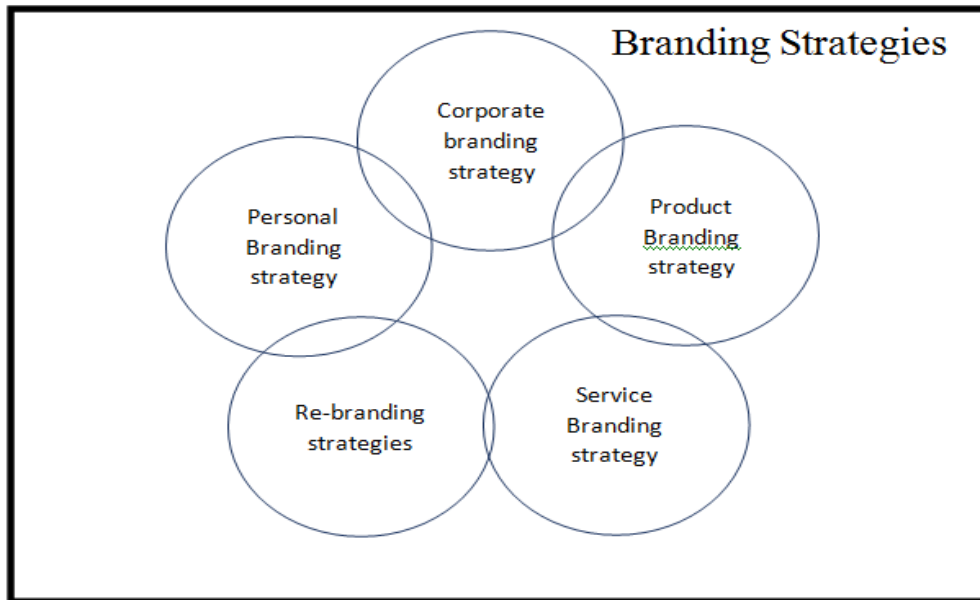 Branding Strategies
Corporate
branding
strategy
Personal
Branding
strategy
Product
Branding
strategy
Re-branding
strategies
Service
Branding
strategy